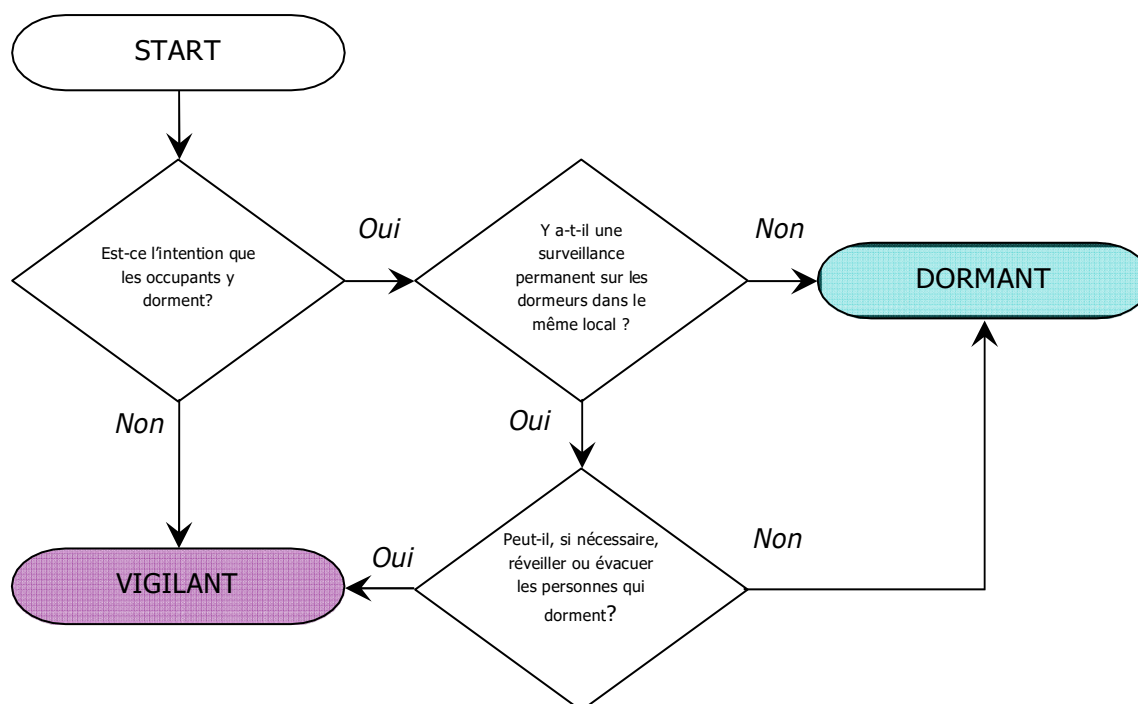 START
Est-ce l'intention que
les occupants y
dorment?
Oui
Y a-t-il une
surveillance
permanent sur les
dormeurs dans le
même local ?
Non
DORMANT
Non
Oui
VIGILANT
Oui
Peut-il, si nécessaire,
réveiller ou évacuer
les personnes qui
dorment?
Non